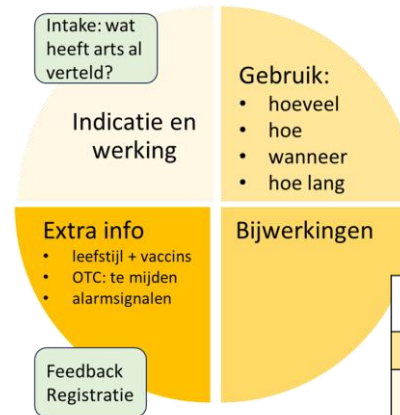 Intake: wat
heeft arts al
verteld?
Indicatie en
werking
Gebruik:
• hoeveel
• hoe
• wanneer
• hoe lang
Extra info
• leefstijl + vaccins
• OTC: te mijden
• alarmsignalen
Bijwerkingen
Feedback
Registratie